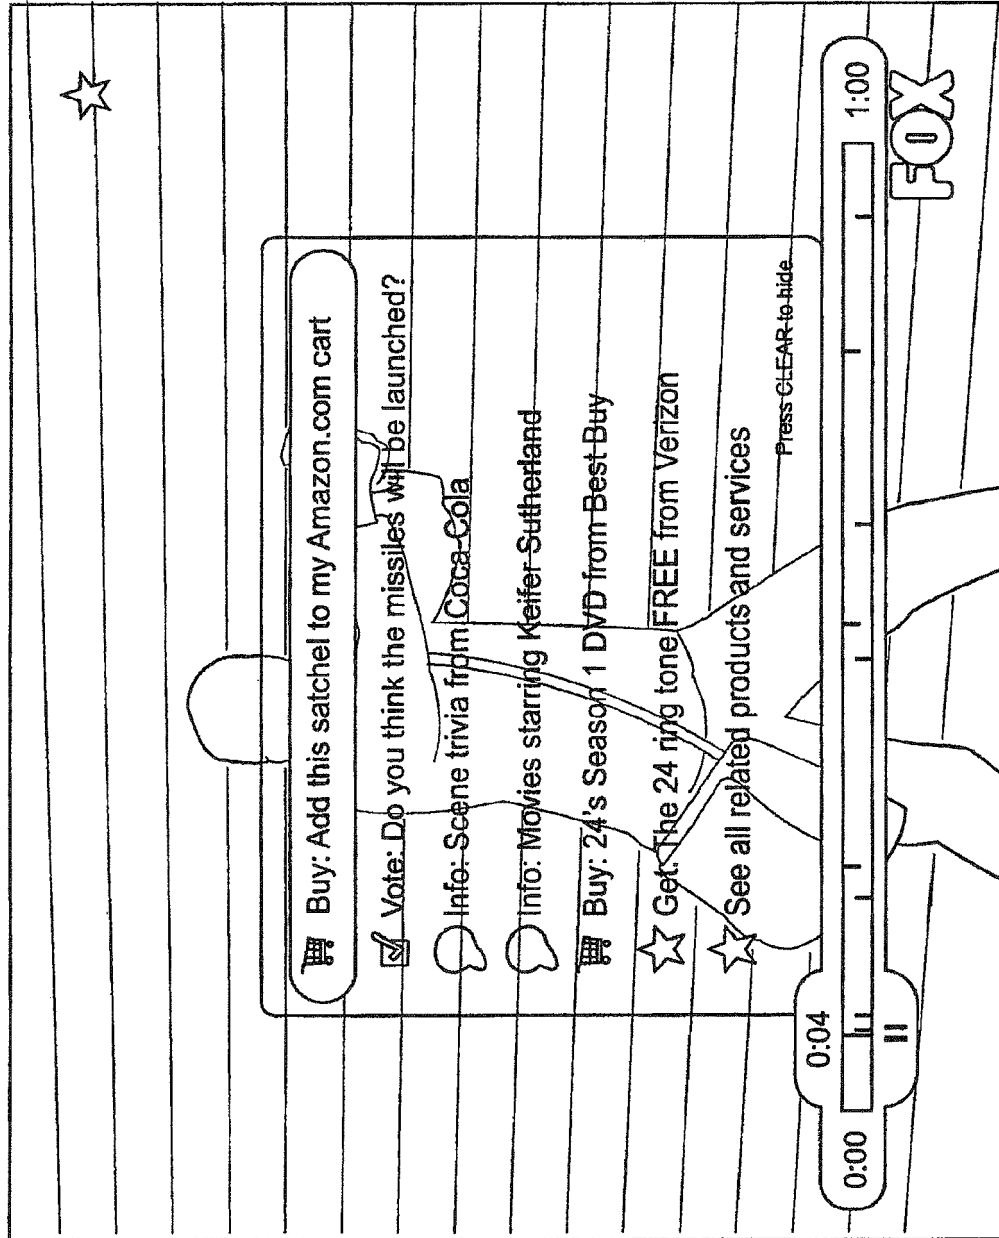 Buy: Add this satchel to my Amazon.com cart
Vote: Do you think the missiles will be launched?
Info: Scene trivia from Coca-Cola
Info: Movies starring Keifer Sutherland
Buy: 24's Season 1 DVD from Best Buy
Get: The 24 ring tone FREE from Verizon
See all related products and services
Press CLEAR to hide
0:04
0:00
1:00
FOX